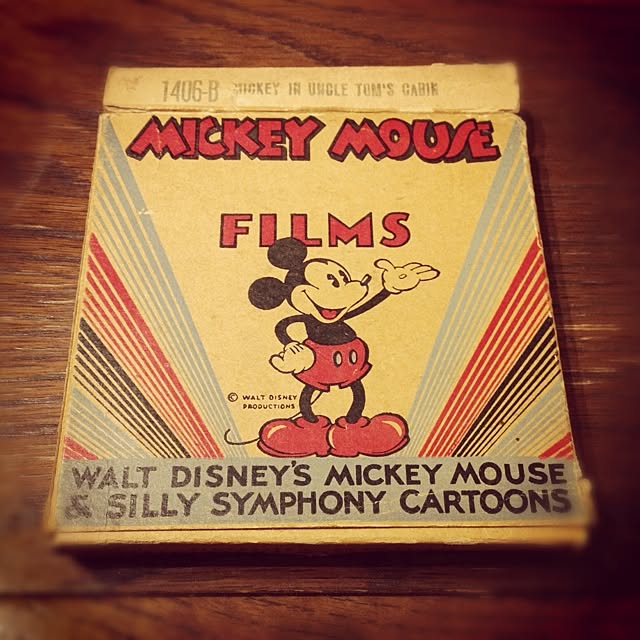 1406-B MICKEY IN UNCLE TOM'S CABIN
MICKEY MOUSE
FILMS
© WALT DISNEY
PRODUCTIONS
WALT DISNEY'S MICKEY MOUSE
& SILLY SYMPHONY CARTOONS